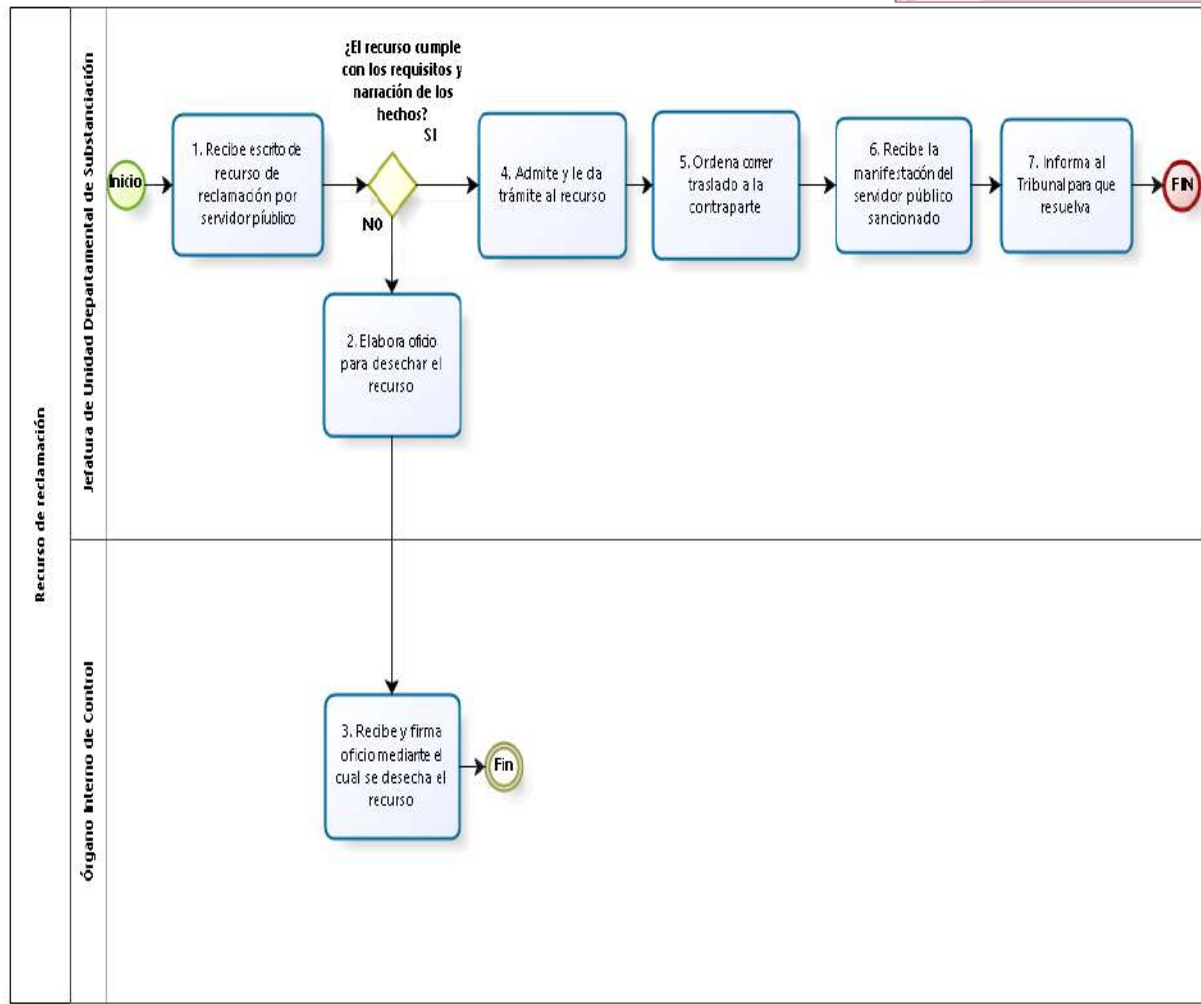 Recurso de reclamación
Jefatura de Unidad Departamental de Substanciación
Inicio
1. Recibe escrito de
recurso de
reclamación por
servidor píublico
¿El recurso cumple
con los requisitos y
narración de los
hechos?
SI
NO
4. Admite y le da
trámite al recurso
5. Ordena correr
traslado a la
contraparte
6. Recibe la
manifestación del
servidor público
sancionado
7. Informa al
Tribunal para que
resuelva
FIN
2. Elabora oficio
para desechar el
recurso
Órgano Interno de Control
3. Recibe y firma
oficio mediante el
cual se desecha el
recurso
Fin